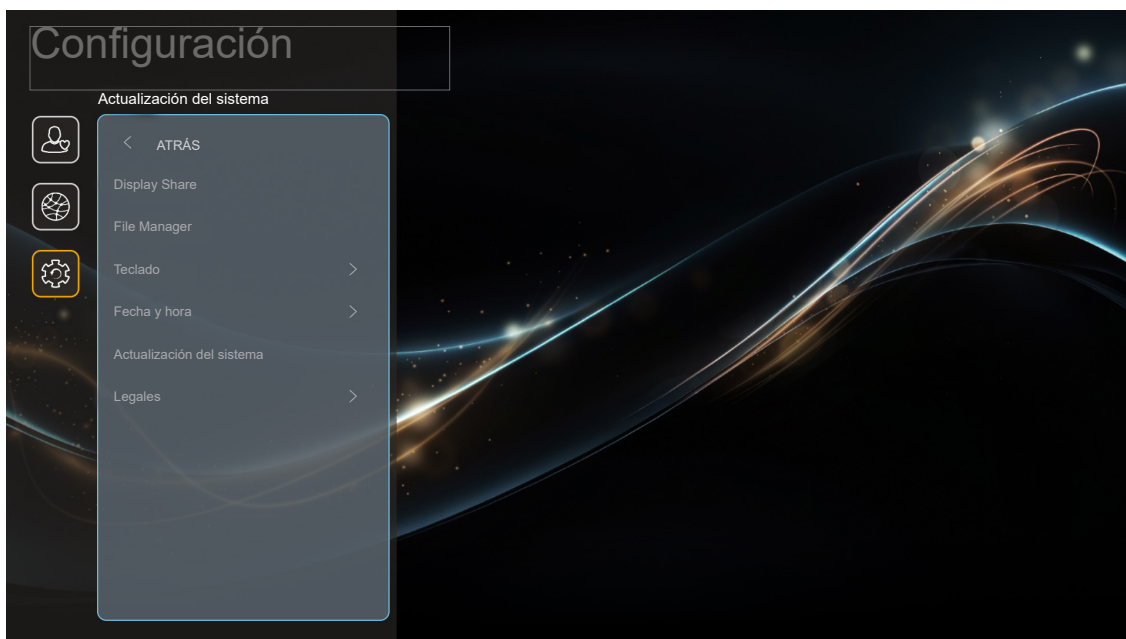 Configuración
Actualización del sistema
ATRÁS
Display Share
File Manager
Teclado
Fecha y hora
Actualización del sistema
Legales